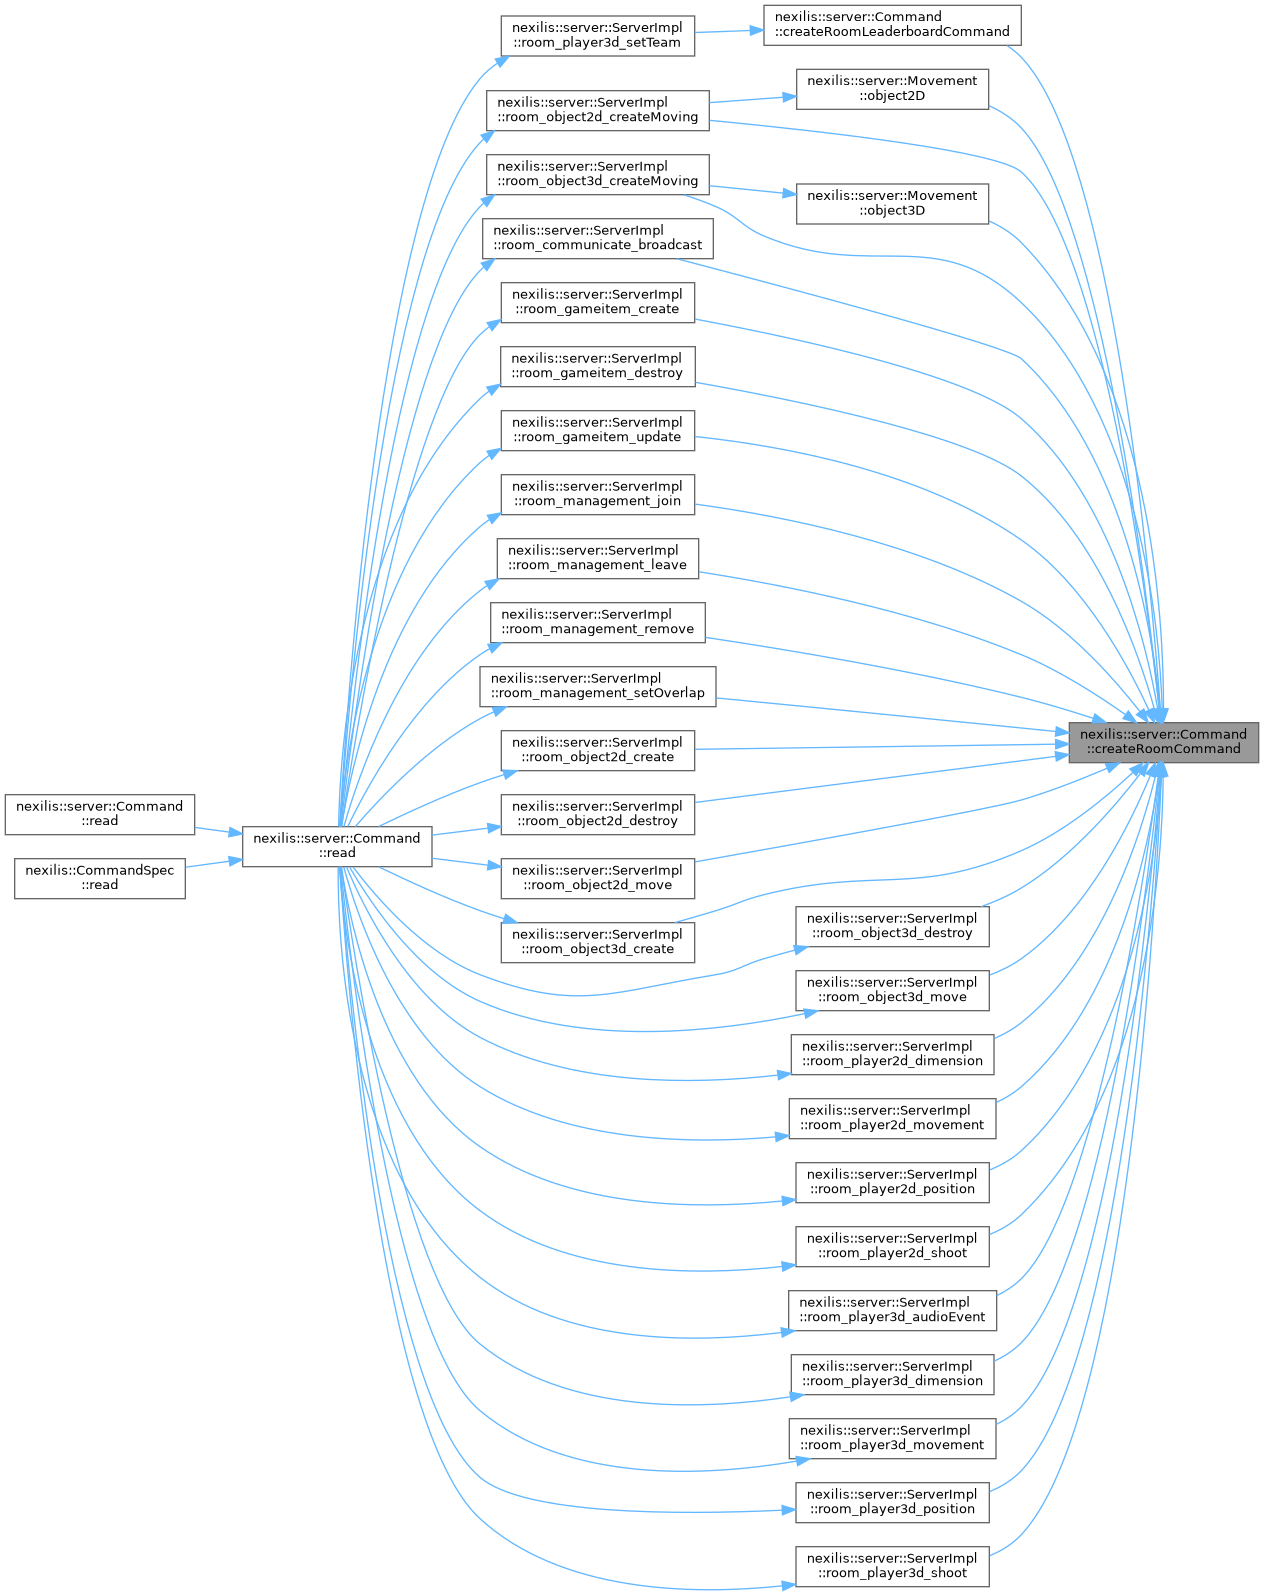 nexilis::server::ServerImpl
::room_player3d_setTeam
nexilis::server::Command
::createRoomLeaderboardCommand
nexilis::server::ServerImpl
::room_object2d_createMoving
nexilis::server::Movement
::object2D
nexilis::server::ServerImpl
::room_object3d_createMoving
nexilis::server::Movement
::object3D
nexilis::server::ServerImpl
::room_communicate_broadcast
nexilis::server::ServerImpl
::room_gameitem_create
nexilis::server::ServerImpl
::room_gameitem_destroy
nexilis::server::ServerImpl
::room_gameitem_update
nexilis::server::ServerImpl
::room_management_join
nexilis::server::ServerImpl
::room_management_leave
nexilis::server::ServerImpl
::room_management_remove
nexilis::server::ServerImpl
::room_management_setOverlap
nexilis::server::Command
::createRoomCommand
nexilis::server::ServerImpl
::room_object2d_create
nexilis::server::ServerImpl
::room_object2d_destroy
nexilis::server::Command
::read
nexilis::server::Command
::read
nexilis::CommandSpec
::read
nexilis::server::ServerImpl
::room_object2d_move
nexilis::server::ServerImpl
::room_object3d_create
nexilis::server::ServerImpl
::room_object3d_destroy
nexilis::server::ServerImpl
::room_object3d_move
nexilis::server::ServerImpl
::room_player2d_dimension
nexilis::server::ServerImpl
::room_player2d_movement
nexilis::server::ServerImpl
::room_player2d_position
nexilis::server::ServerImpl
::room_player2d_shoot
nexilis::server::ServerImpl
::room_player3d_audioEvent
nexilis::server::ServerImpl
::room_player3d_dimension
nexilis::server::ServerImpl
::room_player3d_movement
nexilis::server::ServerImpl
::room_player3d_position
nexilis::server::ServerImpl
::room_player3d_shoot